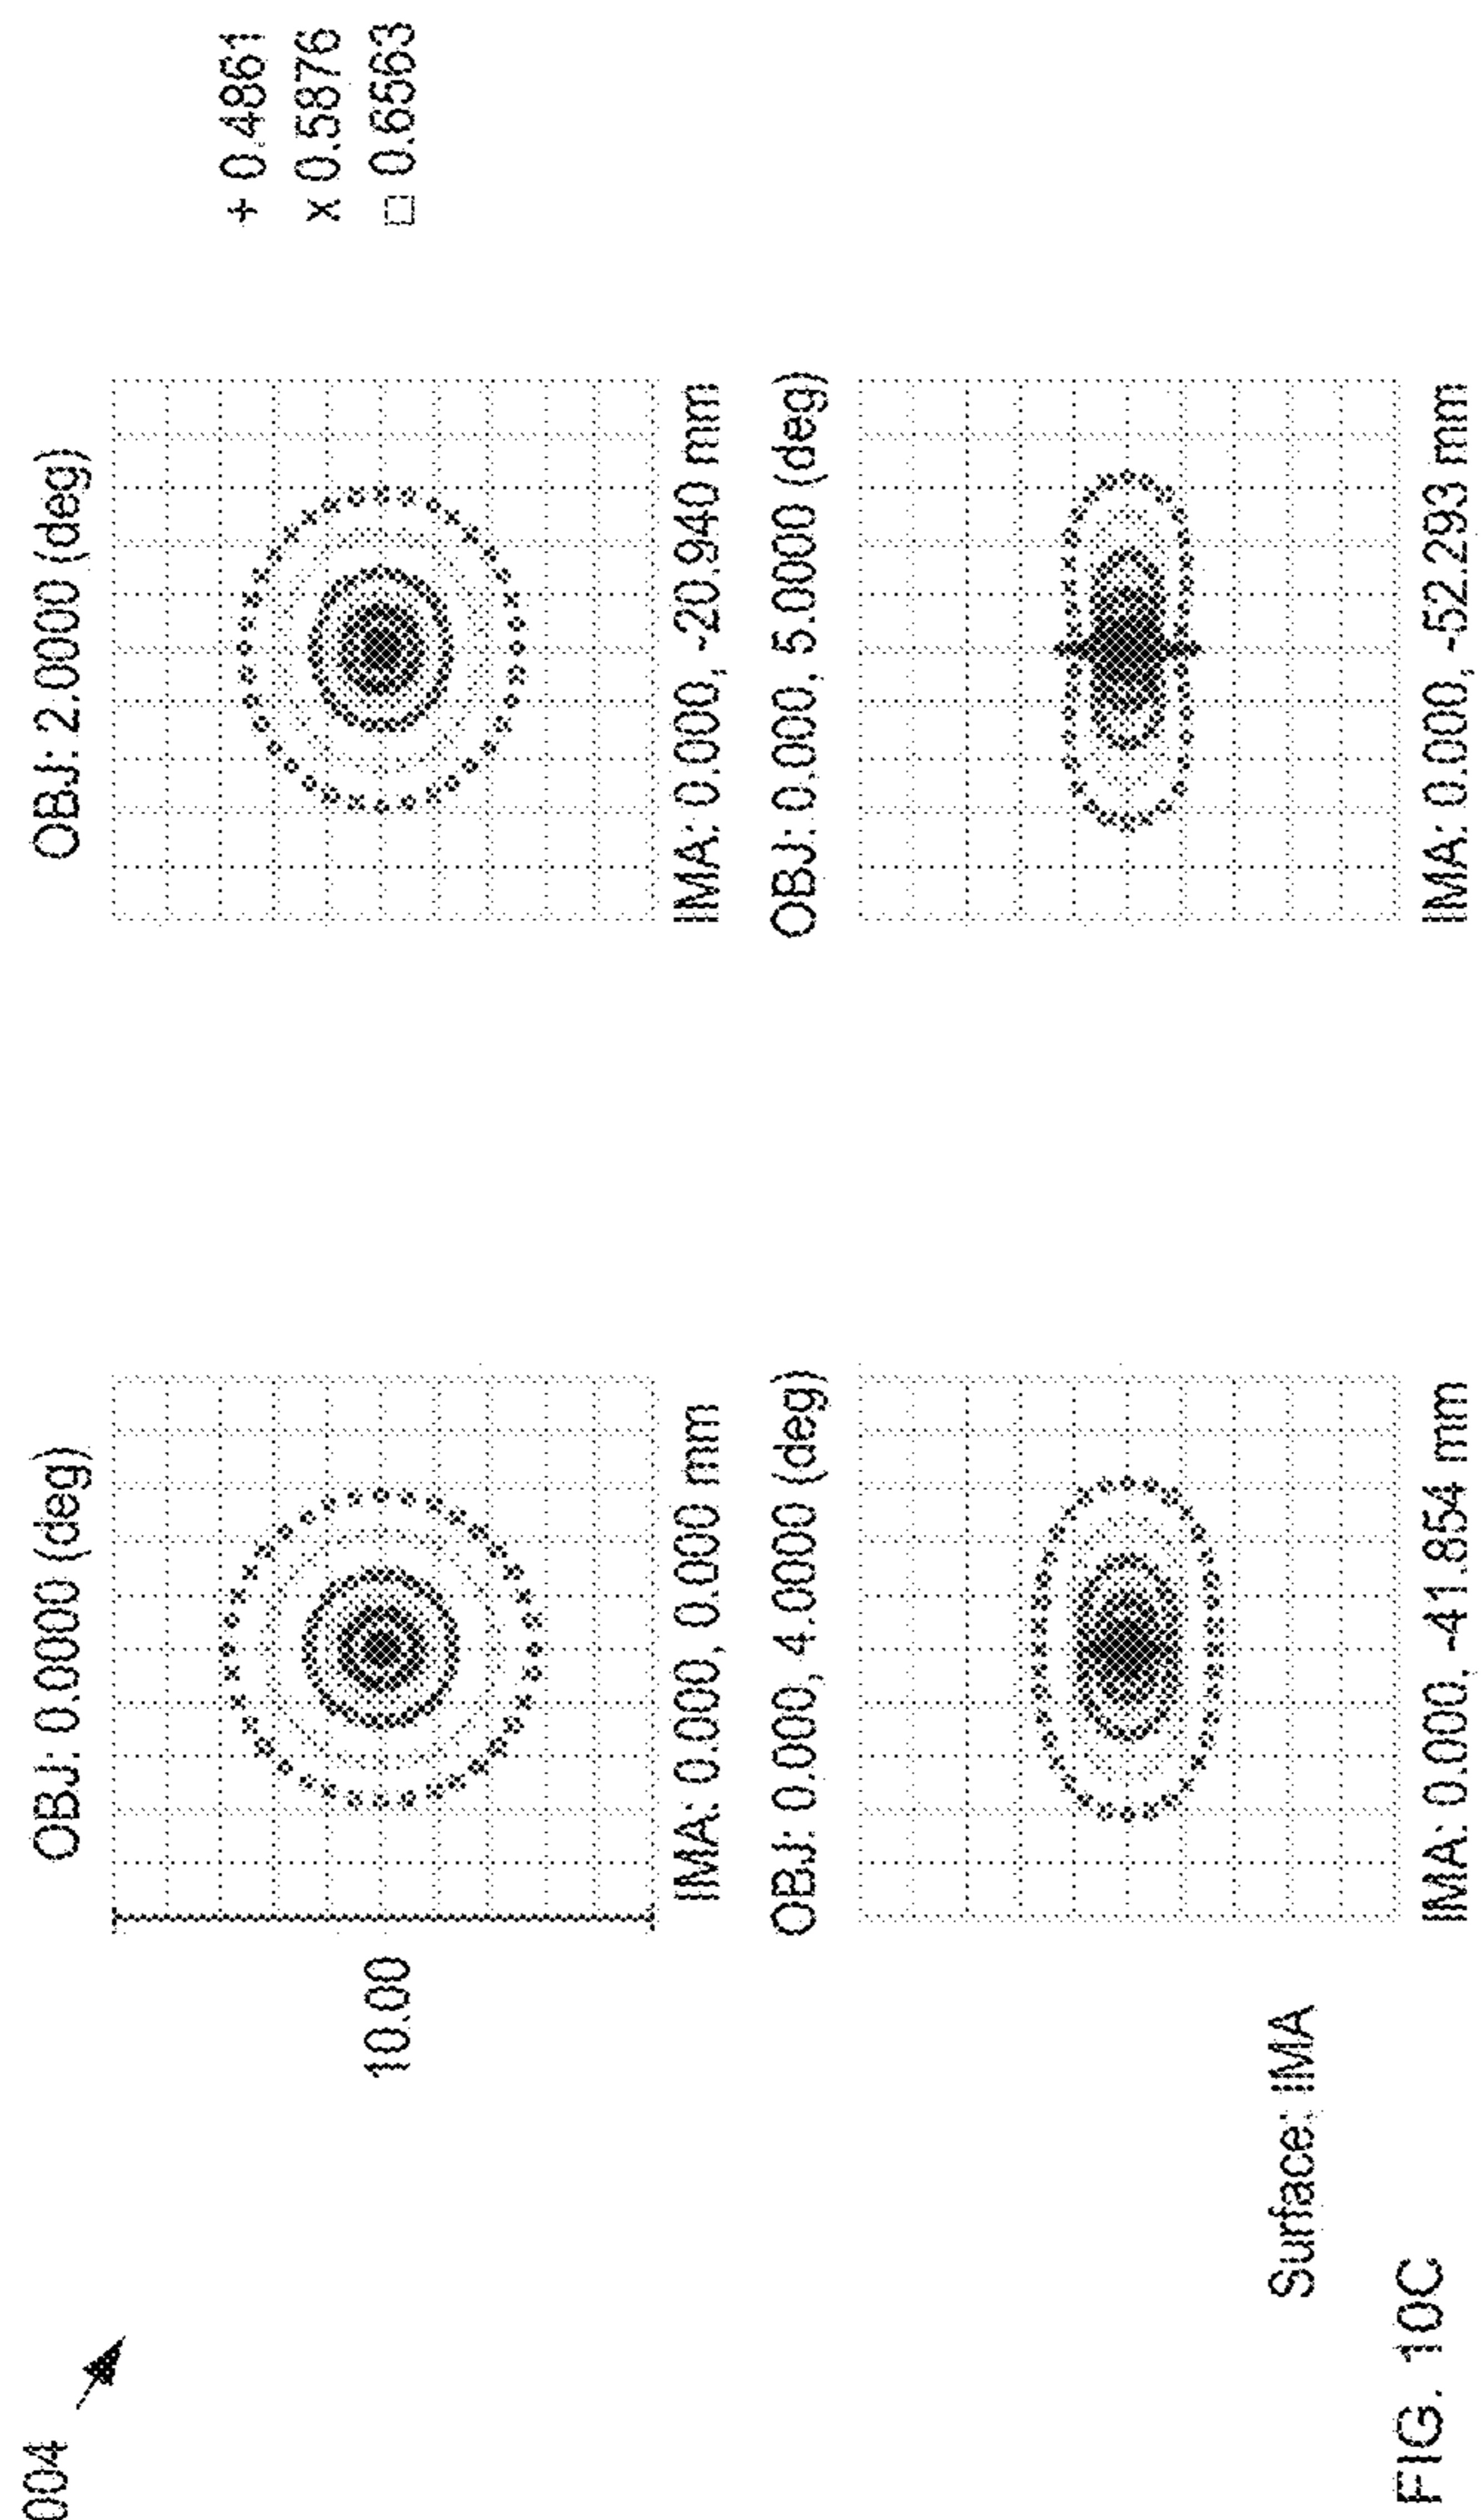 004
OBJ: 0.0000 (deg)
OBJ: 2.0000 (deg)
+ 0.4861
x 0.5876
□ 0.6563
10.00
IMA: 0.000, 0.000 mm
IMA: 0.000, -20.940 mm
OBJ: 0.000, 4.0000 (deg)
OBJ: 0.000, 5.0000 (deg)
IMA: 0.000, -41.854 mm
IMA: 0.000, -52.293 mm
Surface: IMA
FIG. 10C